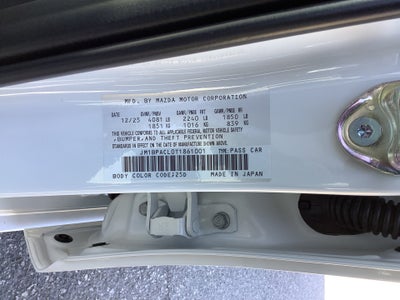 MFD. BY MAZDA MOTOR CORPORATION
DATE GVWR/PNBV GAWR/PNBE FRT GAWR/PNBE RR
12/25 4081 LB 2240 LB 1850 LB
1851 KG 1016 KG 839 KG
THIS VEHICLE CONFORMS TO ALL APPLICABLE FEDERAL MOTOR VEHICLE SAFETY,
BUMPER, AND THEFT PREVENTION
STANDARDS IN EFFECT ON THE DATE OF MANUFACTURE SHOWN ABOVE.
JM1BPACL0T1861001 TYPE:PASS CAR
BODY COLOR CODE:25D MADE IN JAPAN